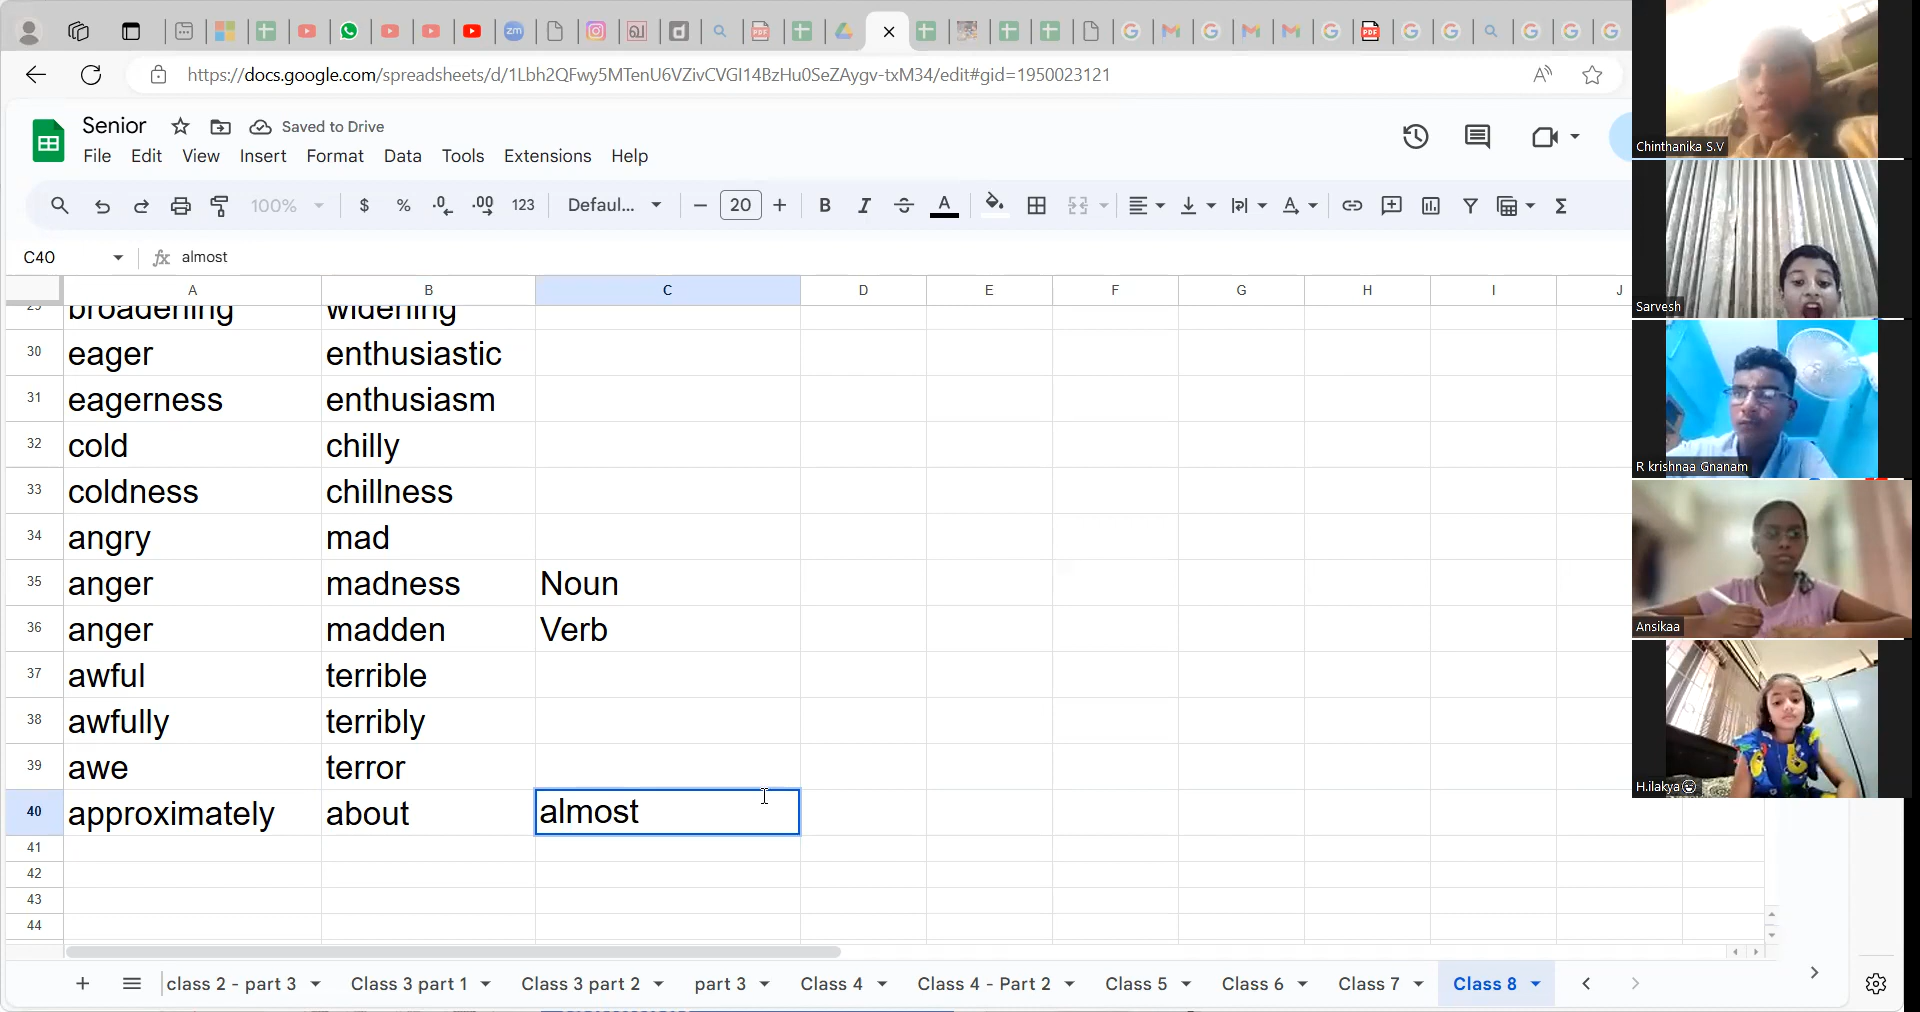 https://docs.google.com/spreadsheets/d/1Lbh2QFwy5MTenU6VZivCVGI14BzHu0SeZAygv-txM34/edit#gid=1950023121
Senior Saved to Drive
File Edit View Insert Format Data Tools Extensions Help
100% $ % .0 .00 123 Defaul... 20 B I A
C40 fx almost
A B C D E F G H I J
29 broadening widening
30 eager enthusiastic
31 eagerness enthusiasm
32 cold chilly
33 coldness chillness
34 angry mad
35 anger madness Noun
36 anger madden Verb
37 awful terrible
38 awfully terribly
39 awe terror
40 approximately about almost
41
42
43
44
class 2 - part 3 Class 3 part 1 Class 3 part 2 part 3 Class 4 Class 4 - Part 2 Class 5 Class 6 Class 7 Class 8
Chinthanika S.V
Sarvesh
R krishnaa Gnanam
Ansikaa
H.ilakya